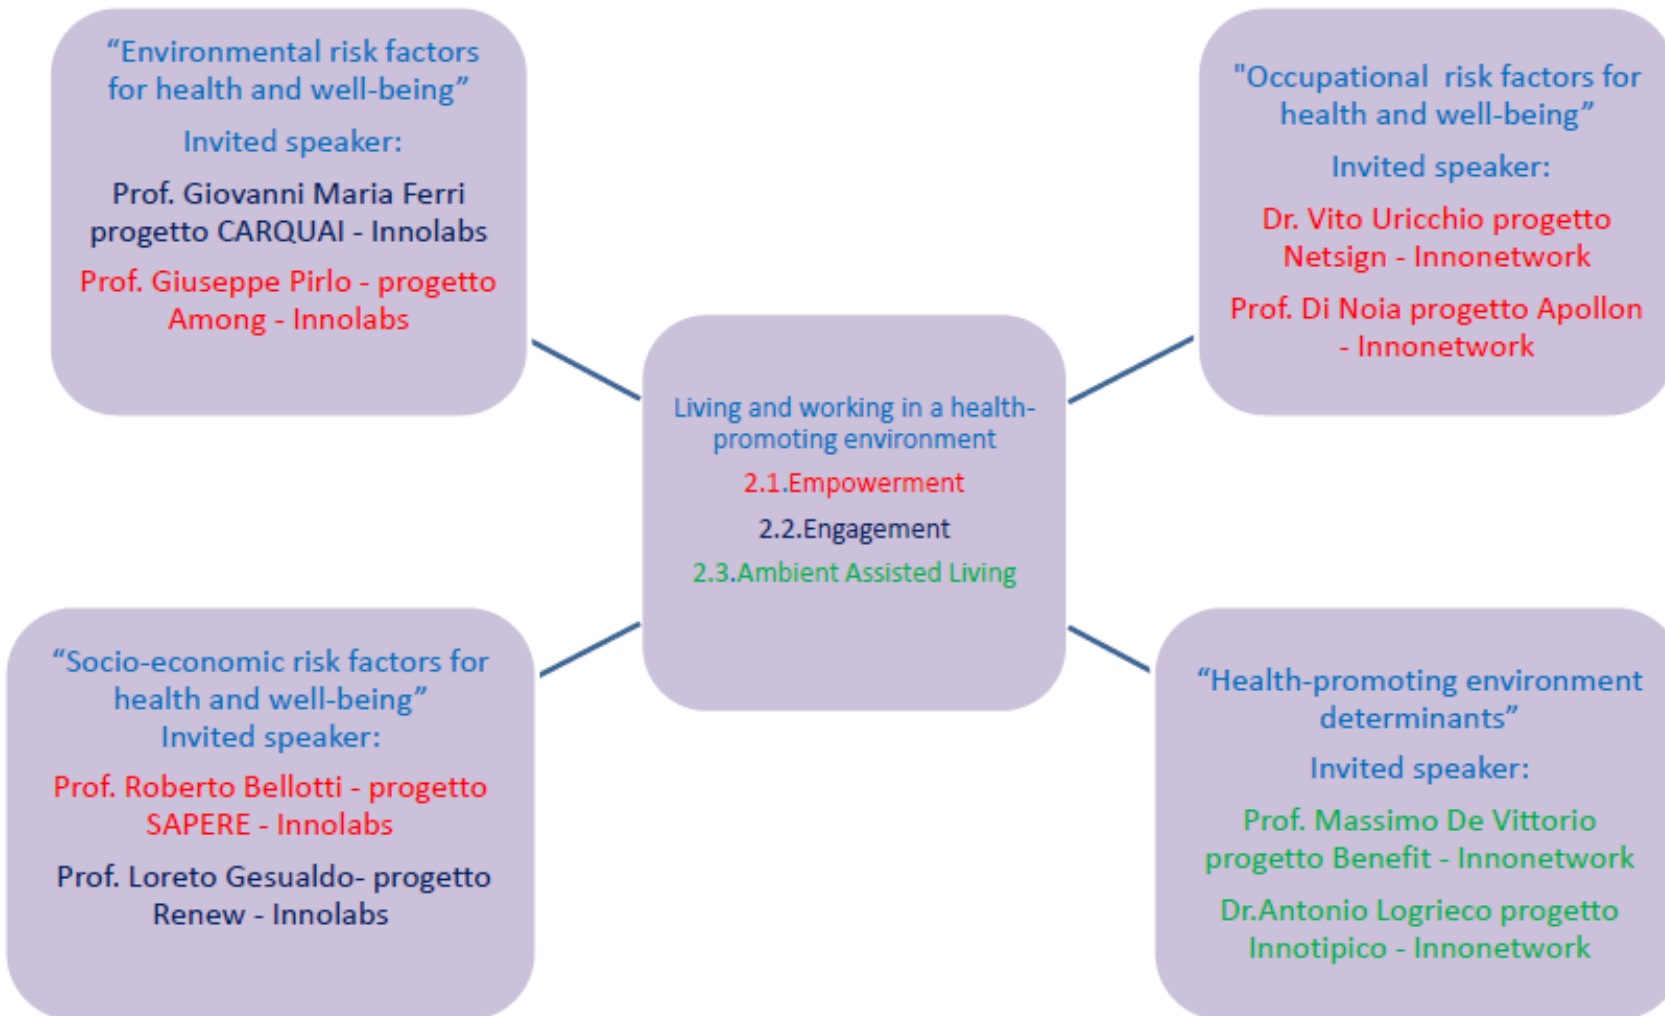 “Environmental risk factors
for health and well-being”
Invited speaker:
Prof. Giovanni Maria Ferri
progetto CARQUAI - Innolabs
Prof. Giuseppe Pirlo - progetto
Among - Innolabs
"Occupational  risk factors for
health and well-being”
Invited speaker:
Dr. Vito Uricchio progetto
Netsign - Innonetwork
Prof. Di Noia progetto Apollon
- Innonetwork
Living and working in a health-
promoting environment
2.1.Empowerment
2.2.Engagement
2.3.Ambient Assisted Living
“Socio-economic risk factors for
health and well-being”
Invited speaker:
Prof. Roberto Bellotti - progetto
SAPERE - Innolabs
Prof. Loreto Gesualdo- progetto
Renew - Innolabs
“Health-promoting environment
determinants”
Invited speaker:
Prof. Massimo De Vittorio
progetto Benefit - Innonetwork
Dr.Antonio Logrieco progetto
Innotipico - Innonetwork